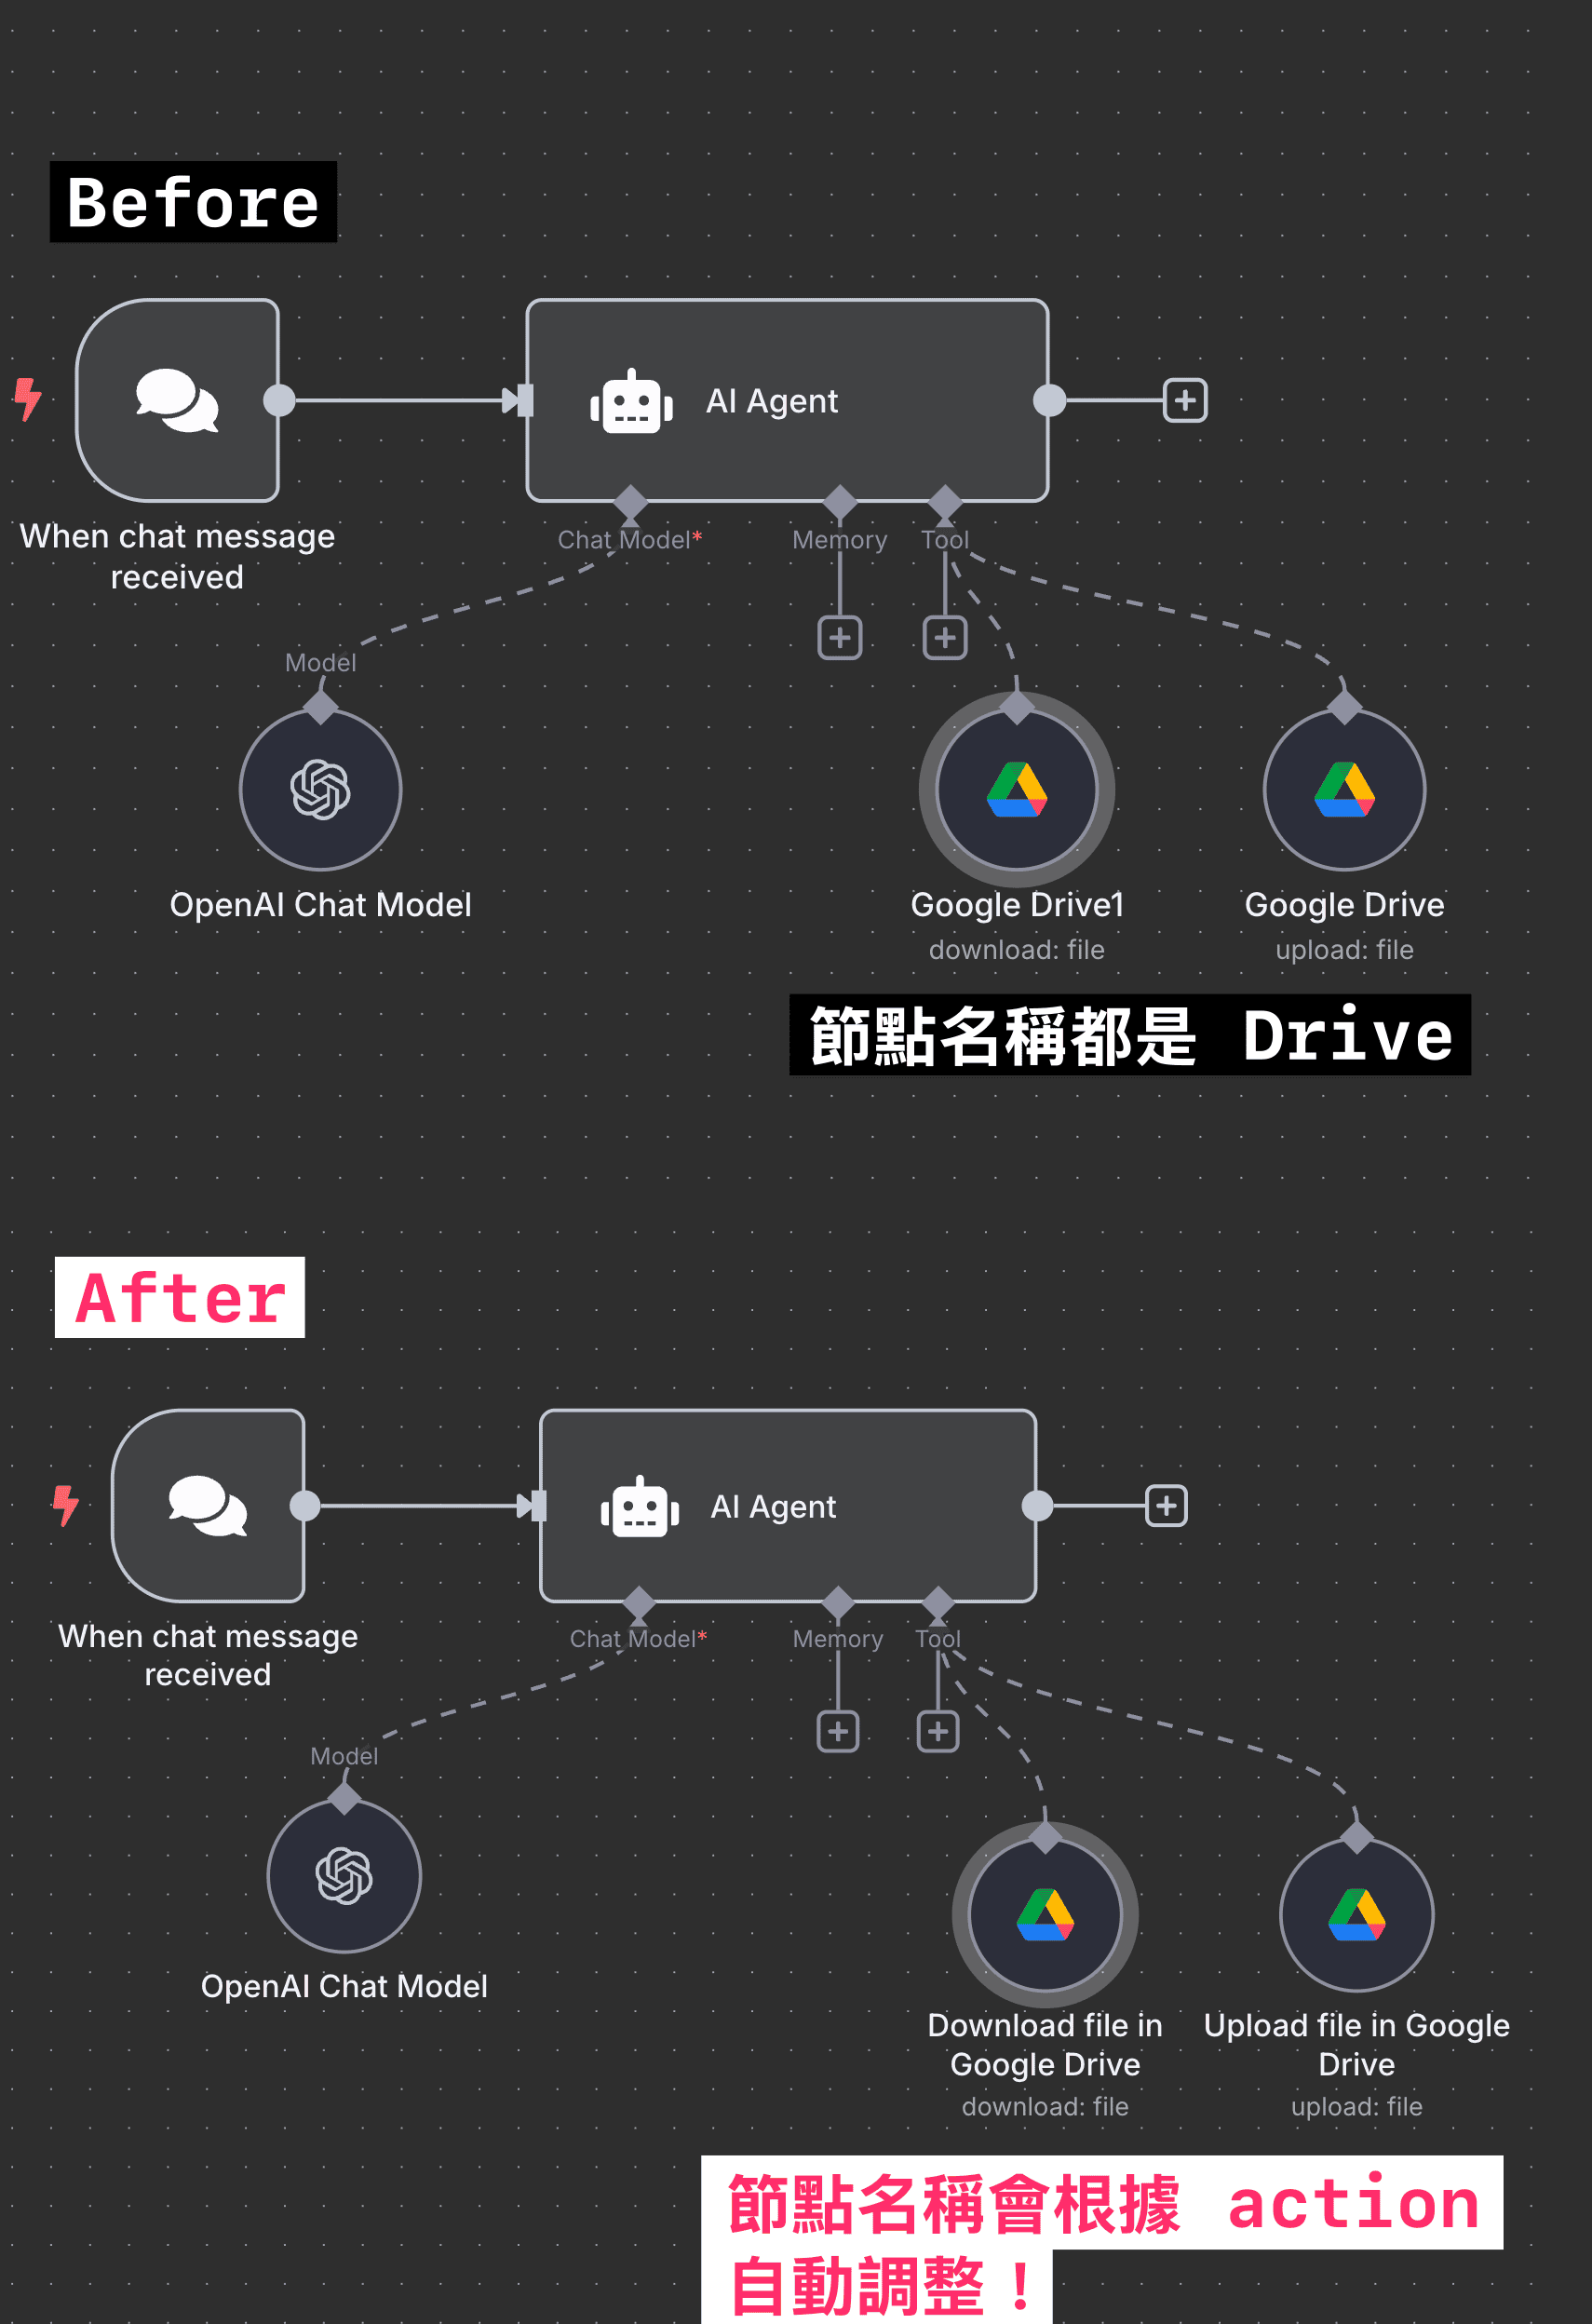 Before
AI Agent
When chat message
received
Chat Model*
Memory
Tool
Model
OpenAI Chat Model
Google Drive1
download: file
Google Drive
upload: file
節點名稱都是 Drive
After
AI Agent
When chat message
received
Chat Model*
Memory
Tool
Model
OpenAI Chat Model
Download file in
Google Drive
download: file
Upload file in Google
Drive
upload: file
節點名稱會根據 action
自動調整！